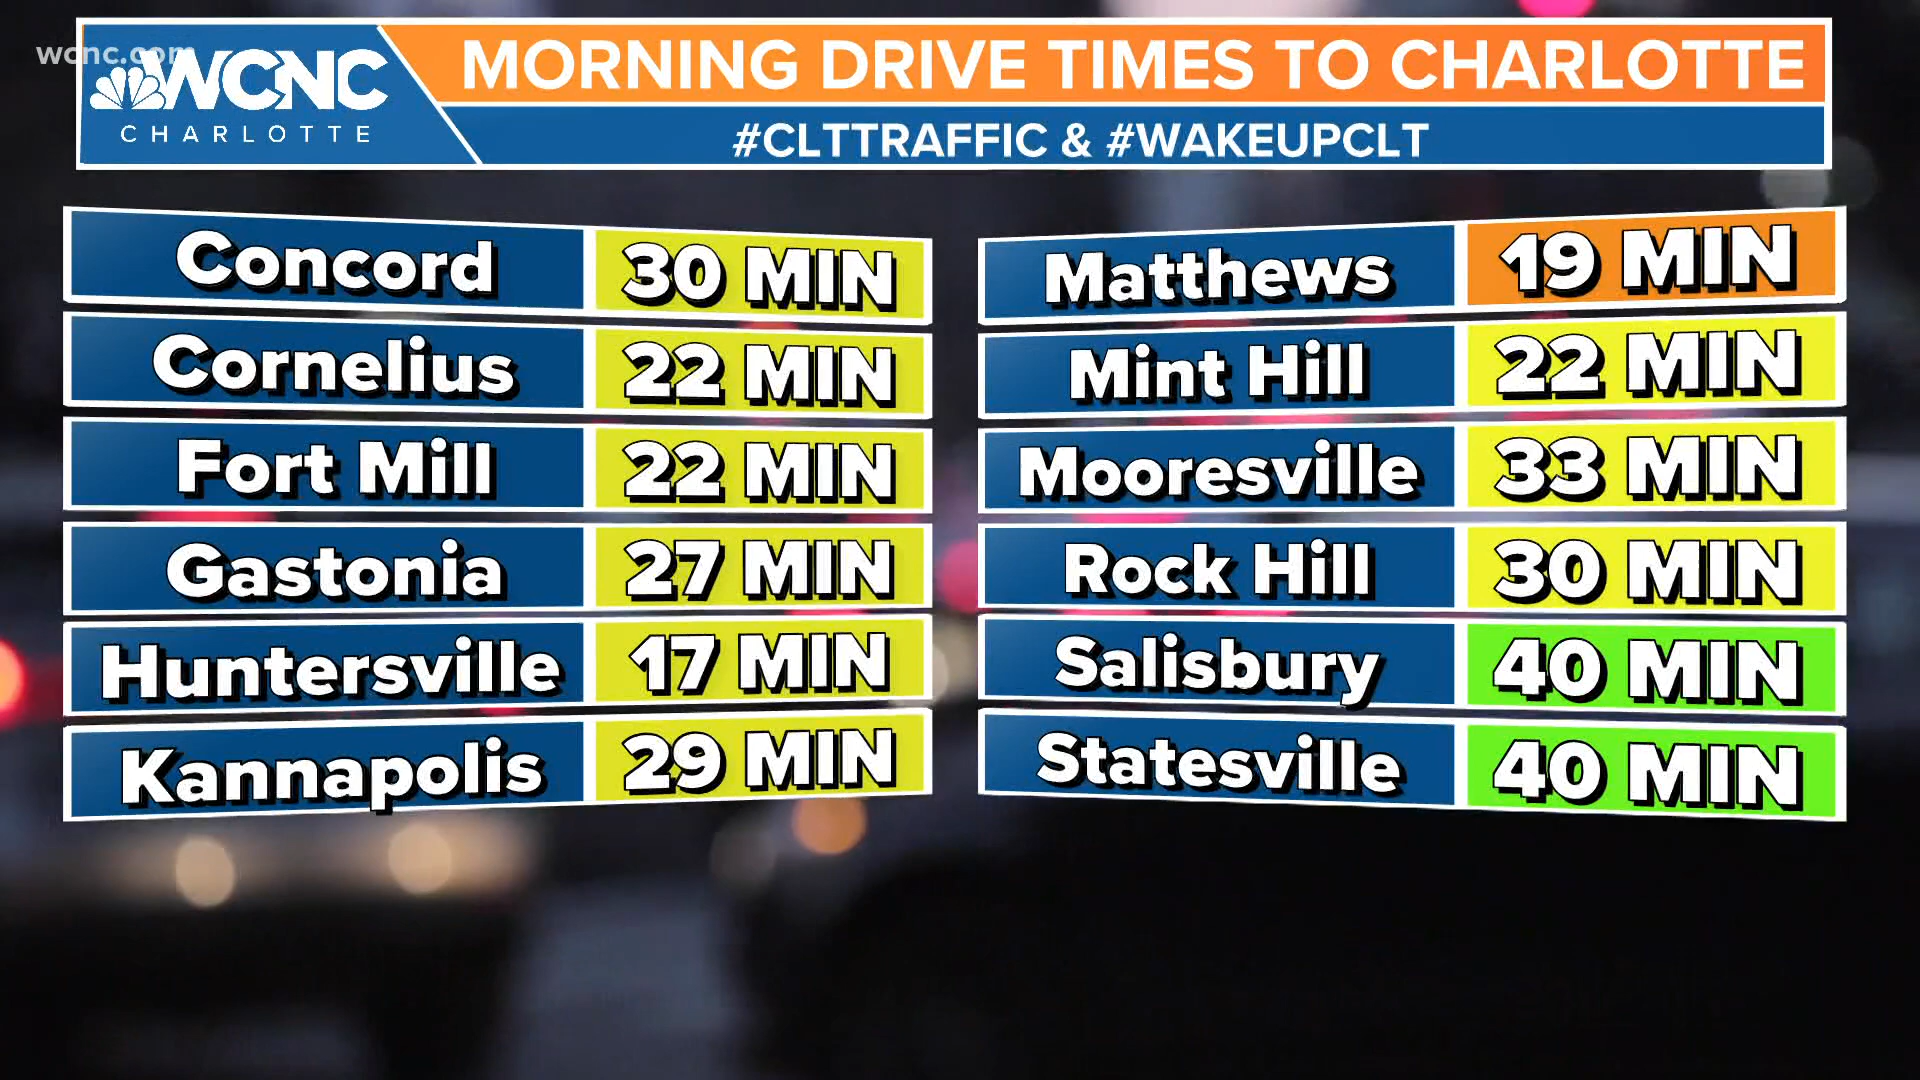 wcnc.com
WCNC
CHARLOTTE
MORNING DRIVE TIMES TO CHARLOTTE
#CLTTRAFFIC & #WAKEUPCLT
Concord 30 MIN
Cornelius 22 MIN
Fort Mill 22 MIN
Gastonia 27 MIN
Huntersville 17 MIN
Kannapolis 29 MIN
Matthews 19 MIN
Mint Hill 22 MIN
Mooresville 33 MIN
Rock Hill 30 MIN
Salisbury 40 MIN
Statesville 40 MIN